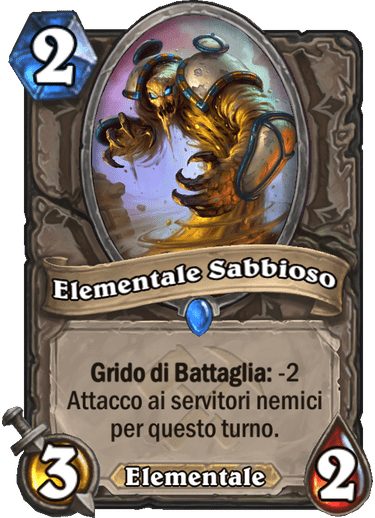 2
Elementale Sabbioso
Grido di Battaglia: -2
Attacco ai servitori nemici
per questo turno.
3
Elementale
2